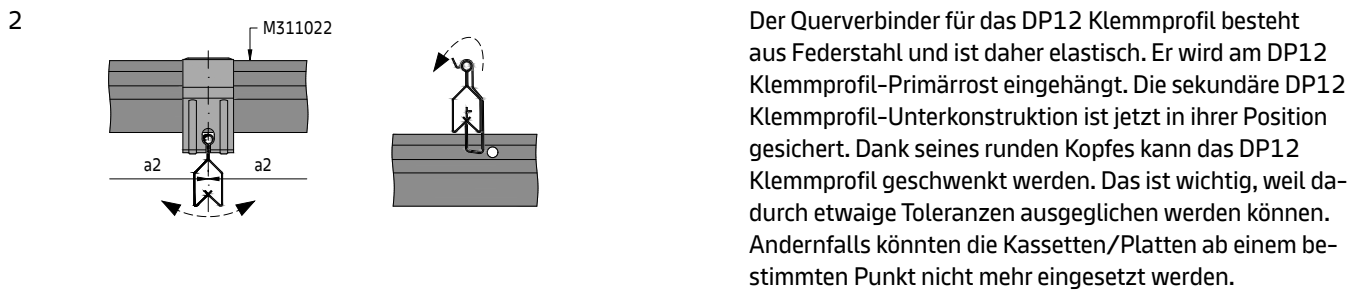 2
M311022
a2
a2
Der Querverbinder für das DP12 Klemmprofil besteht
aus Federstahl und ist daher elastisch. Er wird am DP12
Klemmprofil-Primärrost eingehängt. Die sekundäre DP12
Klemmprofil-Unterkonstruktion ist jetzt in ihrer Position
gesichert. Dank seines runden Kopfes kann das DP12
Klemmprofil geschwenkt werden. Das ist wichtig, weil da-
durch etwaige Toleranzen ausgeglichen werden können.
Andernfalls könnten die Kassetten/Platten ab einem be-
stimmten Punkt nicht mehr eingesetzt werden.